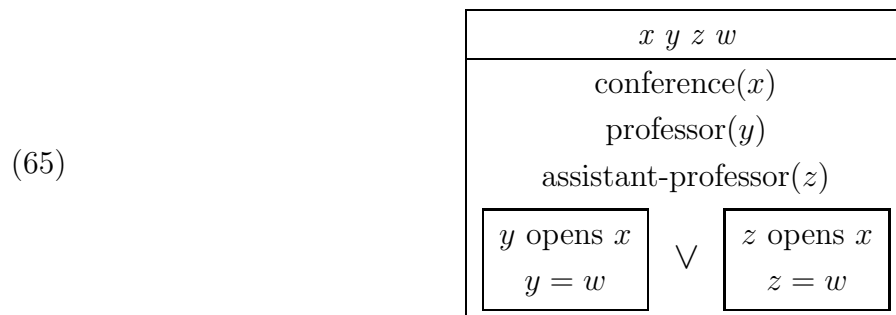 x y z w
conference(x)
professor(y)
(65)
assistant-professor(z)
y opens x ∨ z opens x
y = w z = w